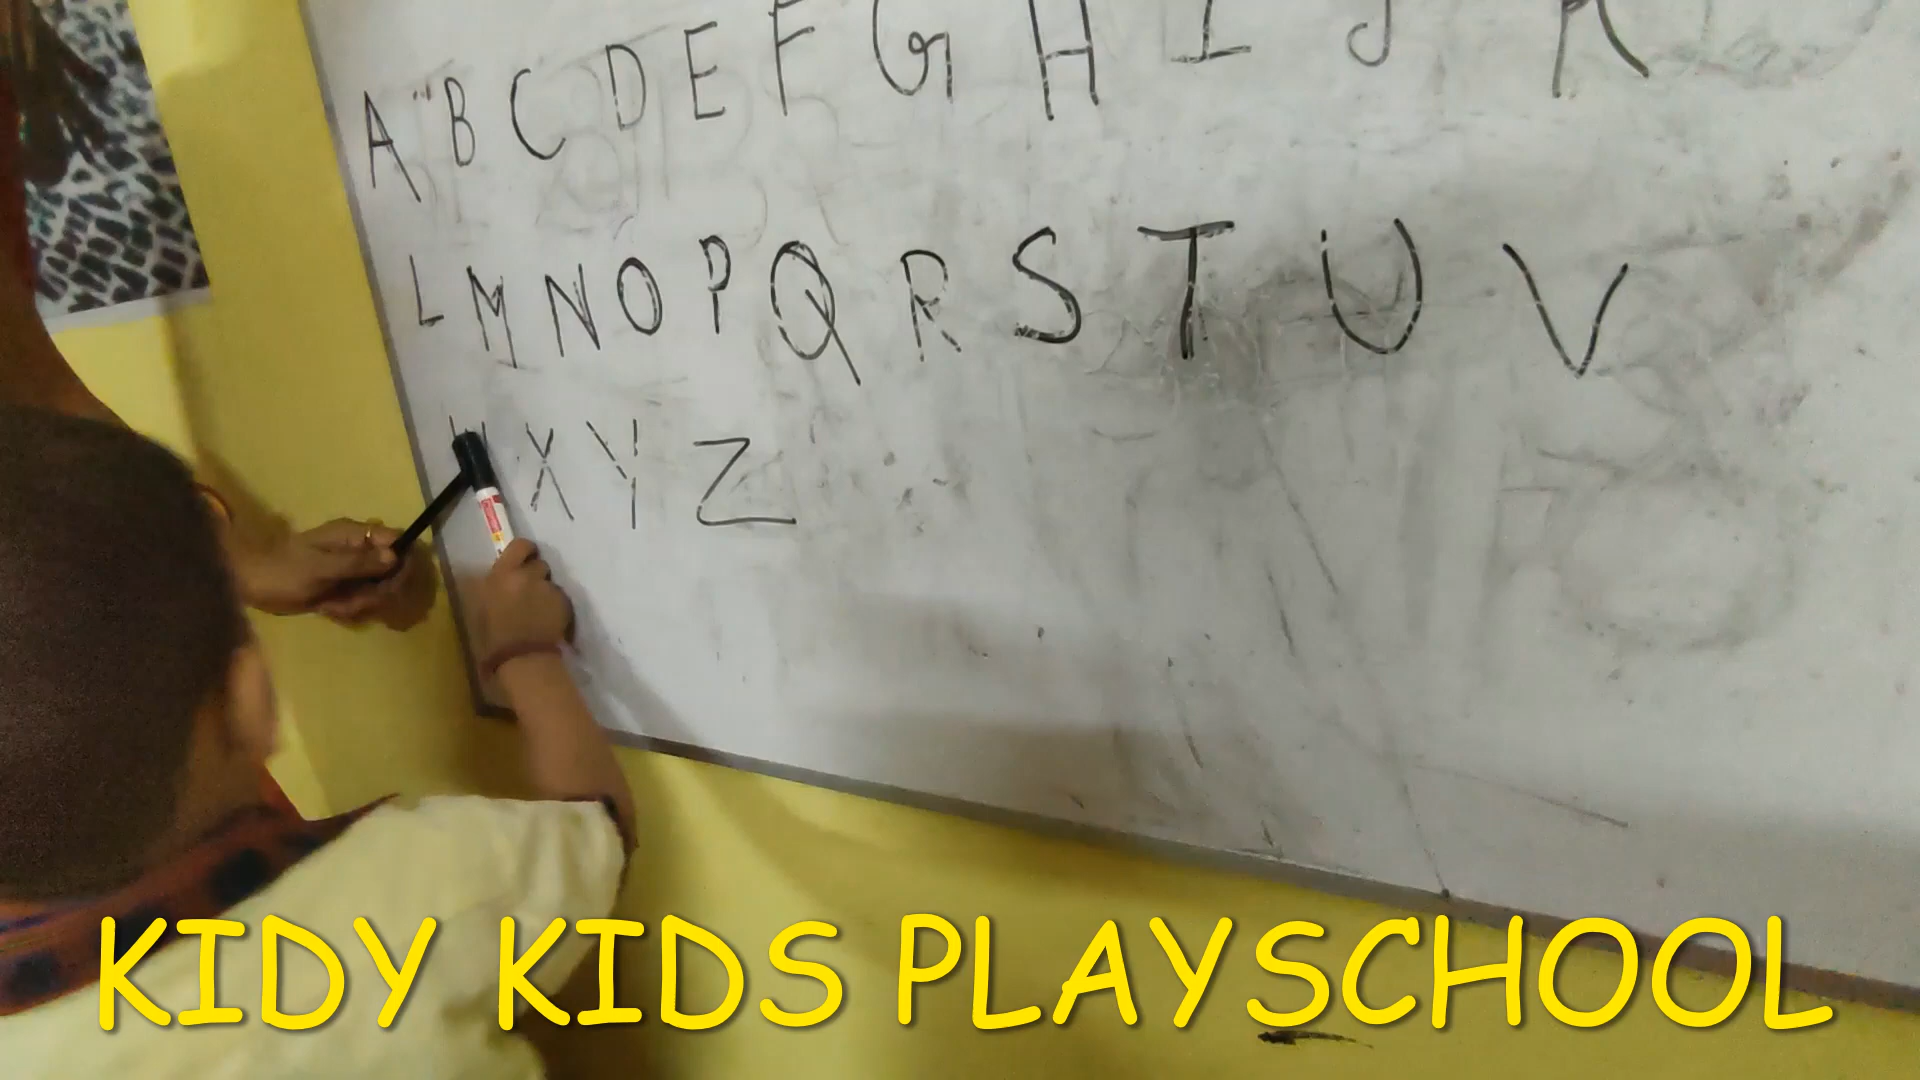 A B C D E F G H I J K
L M N O P Q R S T U V
W X Y Z
KIDY KIDS PLAYSCHOOL